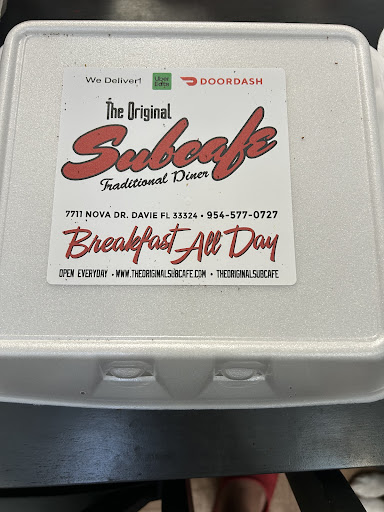 We Deliver! Uber Eats DOORDASH
The Original
Subcafe
Traditional Diner
7711 NOVA DR. DAVIE FL 33324 • 954-577-0727
Breakfast All Day
OPEN EVERYDAY • WWW.THEORIGINALSUBCAFE.COM • THEORIGINALSUBCAFE